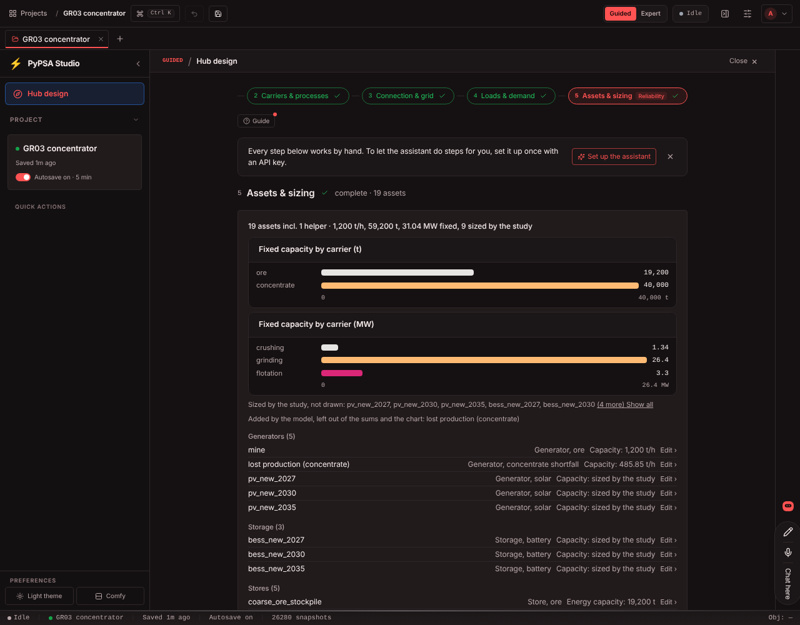 Projects / GR03 concentrator ⌘ Ctrl K Guided Expert Idle A
GR03 concentrator × +
PyPSA Studio
GUIDED / Hub design Close ×
Hub design
2 Carriers & processes ✓ 3 Connection & grid ✓ 4 Loads & demand ✓ 5 Assets & sizing Reliability ✓
PROJECT
Guide
GR03 concentrator
Saved 1m ago
Autosave on · 5 min
QUICK ACTIONS
Every step below works by hand. To let the assistant do steps for you, set it up once with
an API key.
Set up the assistant
5 Assets & sizing ✓ complete · 19 assets
19 assets incl. 1 helper · 1,200 t/h, 59,200 t, 31.04 MW fixed, 9 sized by the study
Fixed capacity by carrier (t)
ore 19,200
concentrate 40,000
0 40,000 t
Fixed capacity by carrier (MW)
crushing 1.34
grinding 26.4
flotation 3.3
0 26.4 MW
Sized by the study, not drawn: pv_new_2027, pv_new_2030, pv_new_2035, bess_new_2027, bess_new_2030 (4 more) Show all
Added by the model, left out of the sums and the chart: lost production (concentrate)
Generators (5)
mine Generator, ore Capacity: 1,200 t/h Edit ›
lost production (concentrate) Generator, concentrate shortfall Capacity: 485.85 t/h Edit ›
pv_new_2027 Generator, solar Capacity: sized by the study Edit ›
pv_new_2030 Generator, solar Capacity: sized by the study Edit ›
pv_new_2035 Generator, solar Capacity: sized by the study Edit ›
Storage (3)
bess_new_2027 Storage, battery Capacity: sized by the study Edit ›
bess_new_2030 Storage, battery Capacity: sized by the study Edit ›
bess_new_2035 Storage, battery Capacity: sized by the study Edit ›
Stores (5)
coarse_ore_stockpile Store, ore Energy capacity: 19,200 t Edit ›
Chat here
PREFERENCES
Light theme Comfy
Idle GR03 concentrator Saved 1m ago Autosave on 26280 snapshots Obj: —